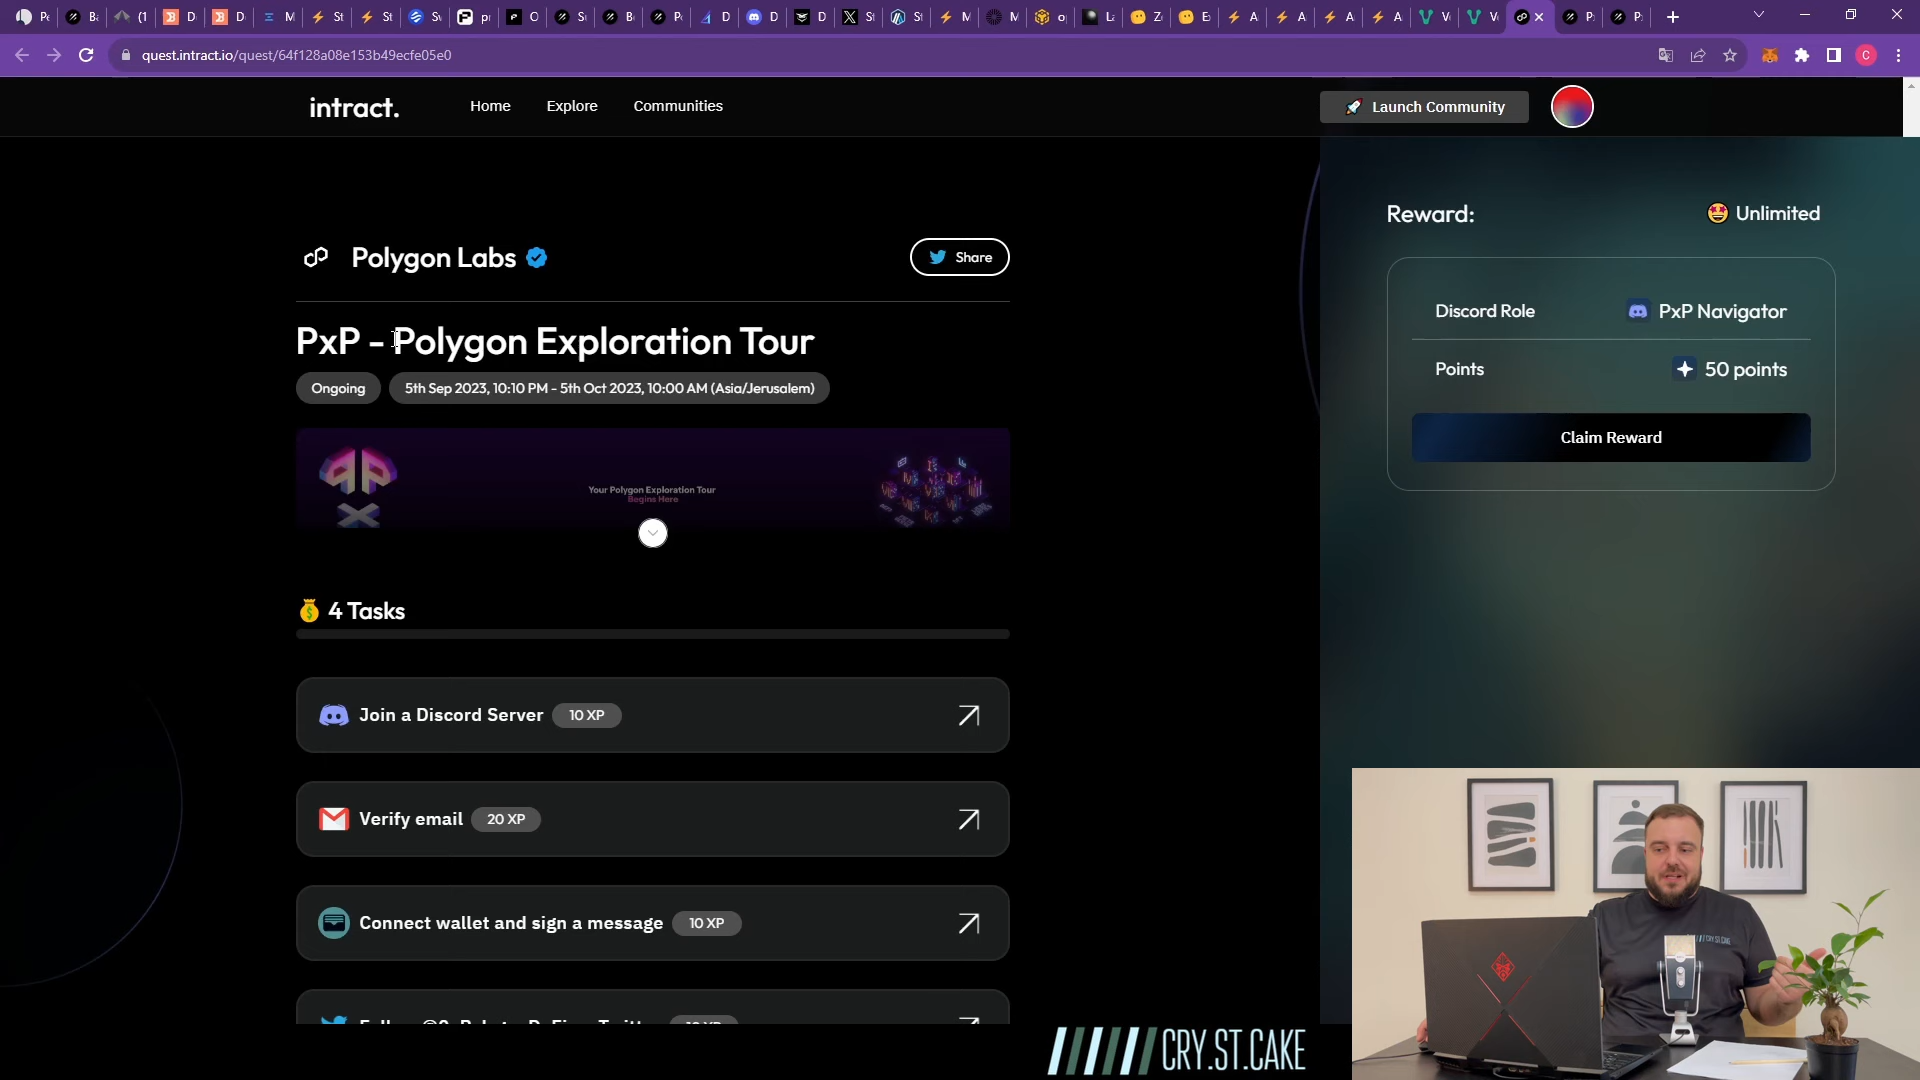 quest.intract.io/quest/64f128a08e153b49ecfe05e0
C
intract.
Home
Explore
Communities
🚀 Launch Community
Polygon Labs
Share
PxP - Polygon Exploration Tour
Ongoing
5th Sep 2023, 10:10 PM - 5th Oct 2023, 10:00 AM (Asia/Jerusalem)
Your Polygon Exploration Tour
Begins Here
💰 4 Tasks
Join a Discord Server 10 XP
Verify email 20 XP
Connect wallet and sign a message 10 XP
Reward:
🤩 Unlimited
Discord Role
PxP Navigator
Points
50 points
Claim Reward
CRY.ST.CAKE
CRY.ST.CAKE